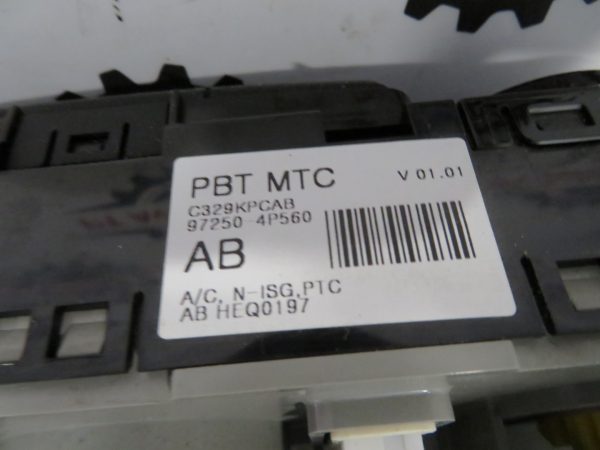 PBT MTC V 01.01
C329KPCAB
97250-4P560
AB
A/C, N-ISG,PTC
AB HEQ0197